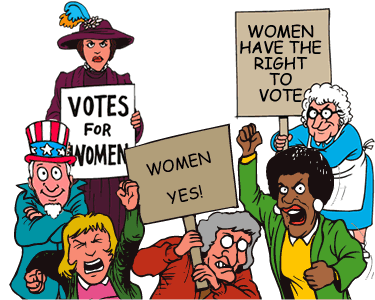 WOMEN
HAVE THE
RIGHT
TO
VOTE
VOTES
FOR
WOMEN
WOMEN
YES!